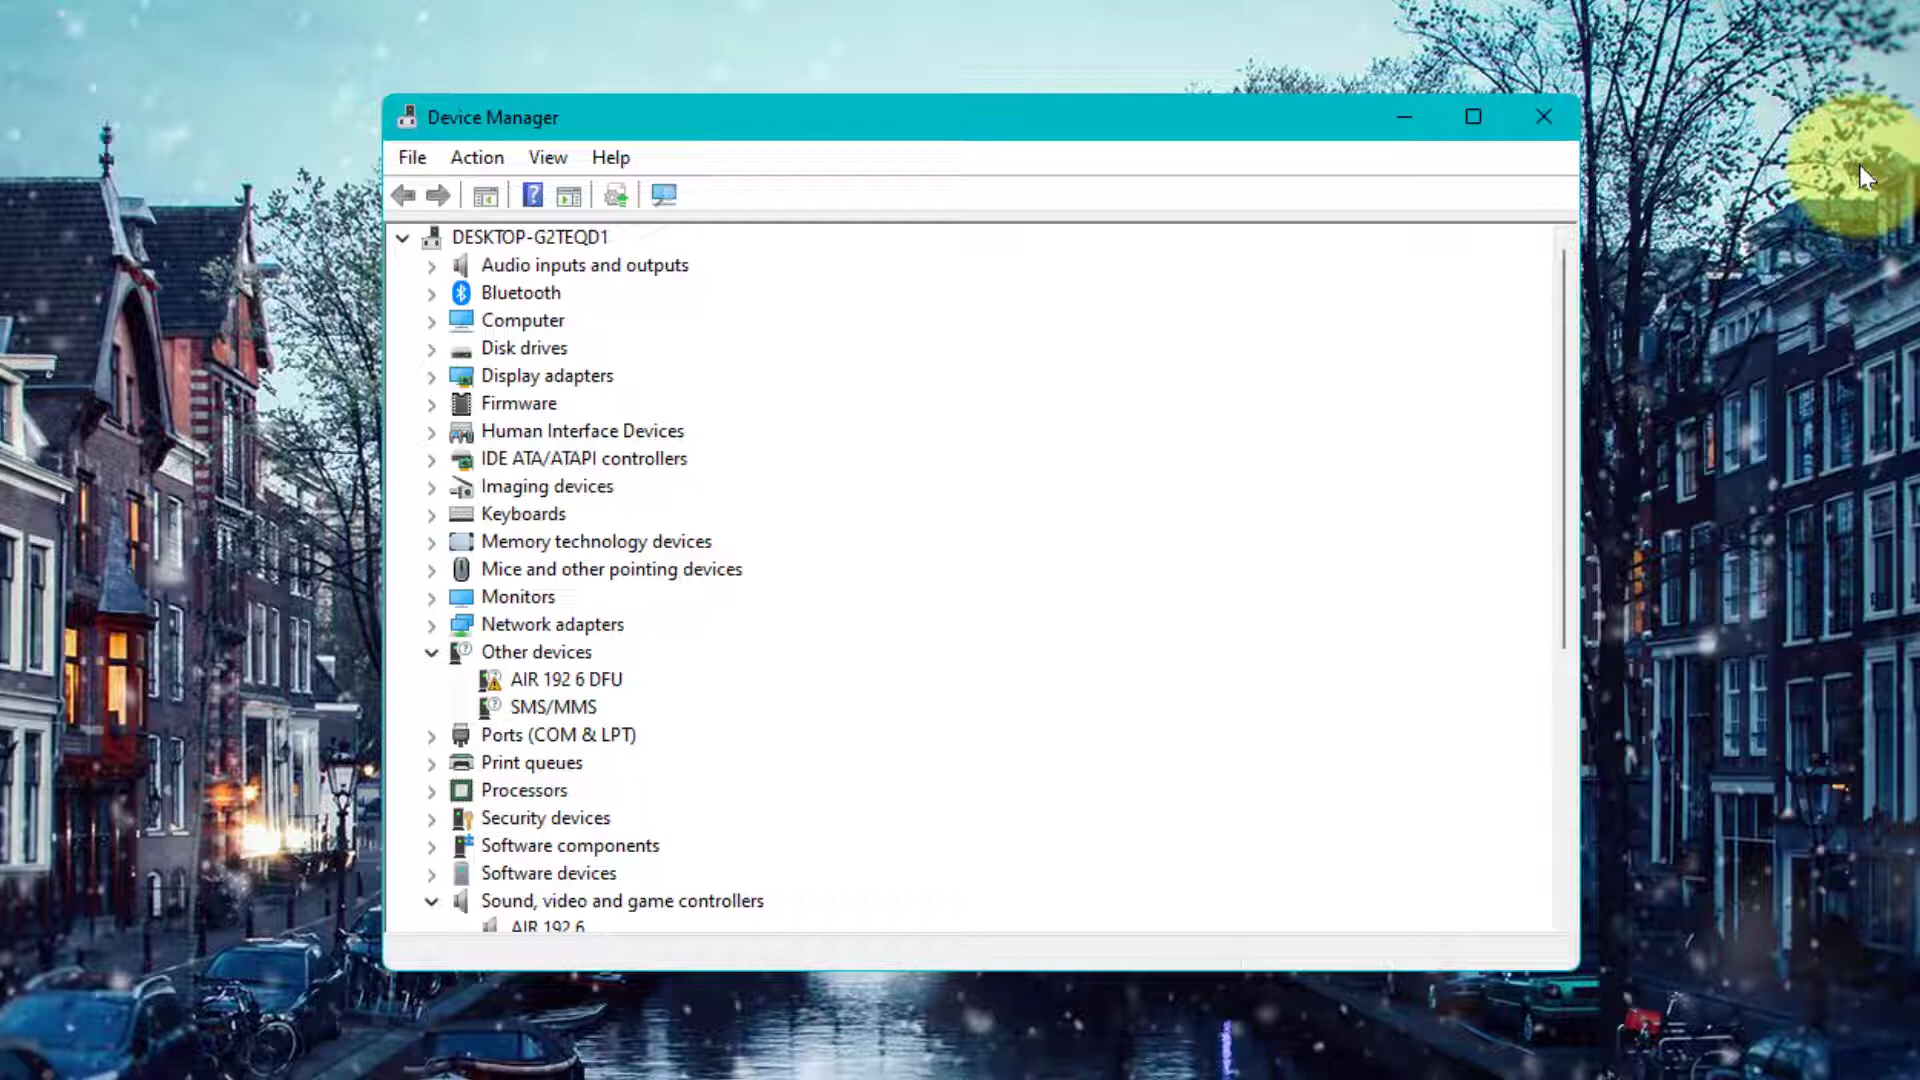 Device Manager
File Action View Help
DESKTOP-G2TEQD1
Audio inputs and outputs
Bluetooth
Computer
Disk drives
Display adapters
Firmware
Human Interface Devices
IDE ATA/ATAPI controllers
Imaging devices
Keyboards
Memory technology devices
Mice and other pointing devices
Monitors
Network adapters
Other devices
AIR 192 6 DFU
SMS/MMS
Ports (COM & LPT)
Print queues
Processors
Security devices
Software components
Software devices
Sound, video and game controllers
AIR 192 6